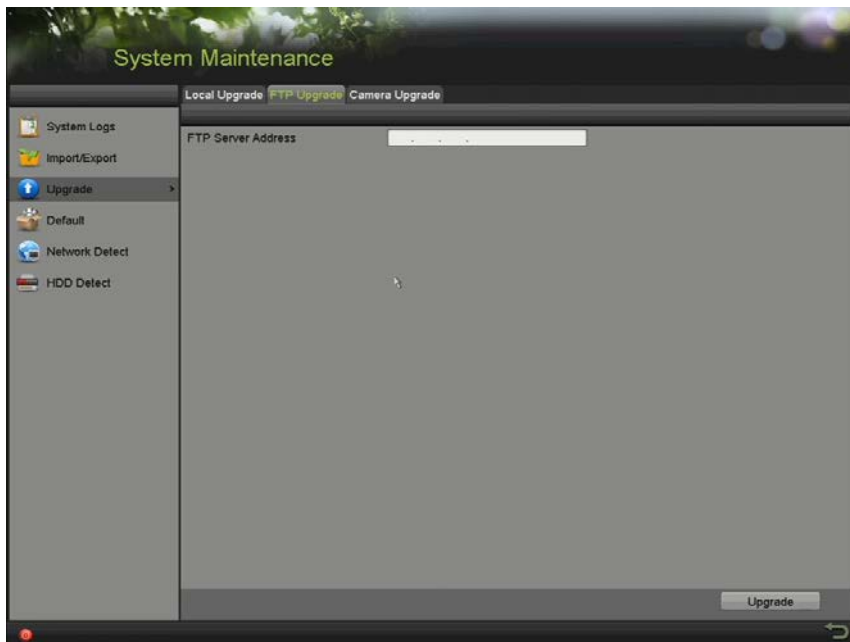 System Maintenance
Local Upgrade FTP Upgrade Camera Upgrade
System Logs
Import/Export
Upgrade >
Default
Network Detect
HDD Detect
FTP Server Address
. . .
Upgrade